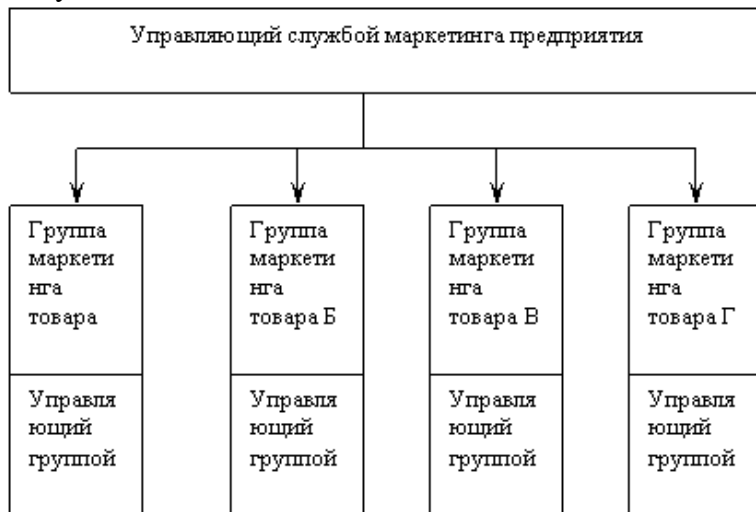 Управляющий службой маркетинга предприятия
Группа
маркети
нга
товара
Группа
маркети
нга
товара Б
Группа
маркети
нга
товара В
Группа
маркети
нга
товара Г
Управля
ющий
группой
Управля
ющий
группой
Управля
ющий
группой
Управля
ющий
группой